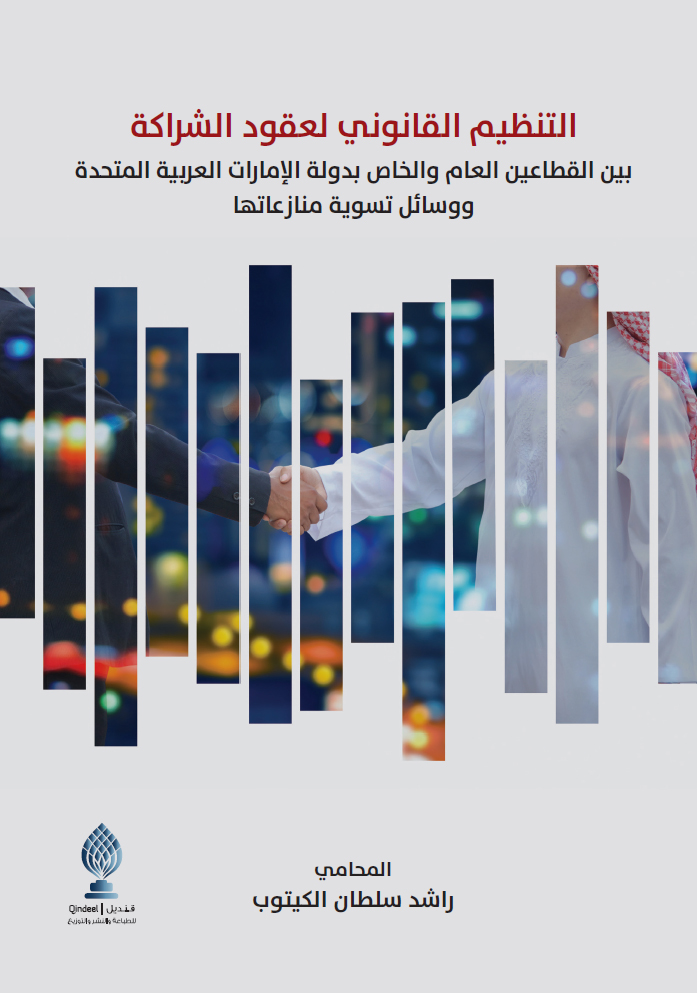 التنظيم القانوني لعقود الشراكة
بين القطاعين العام والخاص بدولة الإمارات العربية المتحدة
ووسائل تسوية منازعاتها
المحامي
راشد سلطان الكيتوب
قنديل | Qindeel
للطباعة والنشر والتوزيع